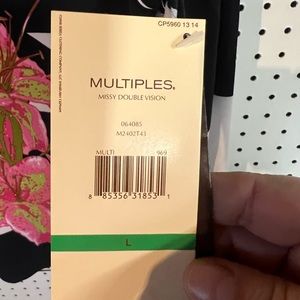 CP5960 13 14
MULTIPLES®
MISSY DOUBLE VISION
064085
M2402T43
MULTI 969
8 85356 31853 1
L